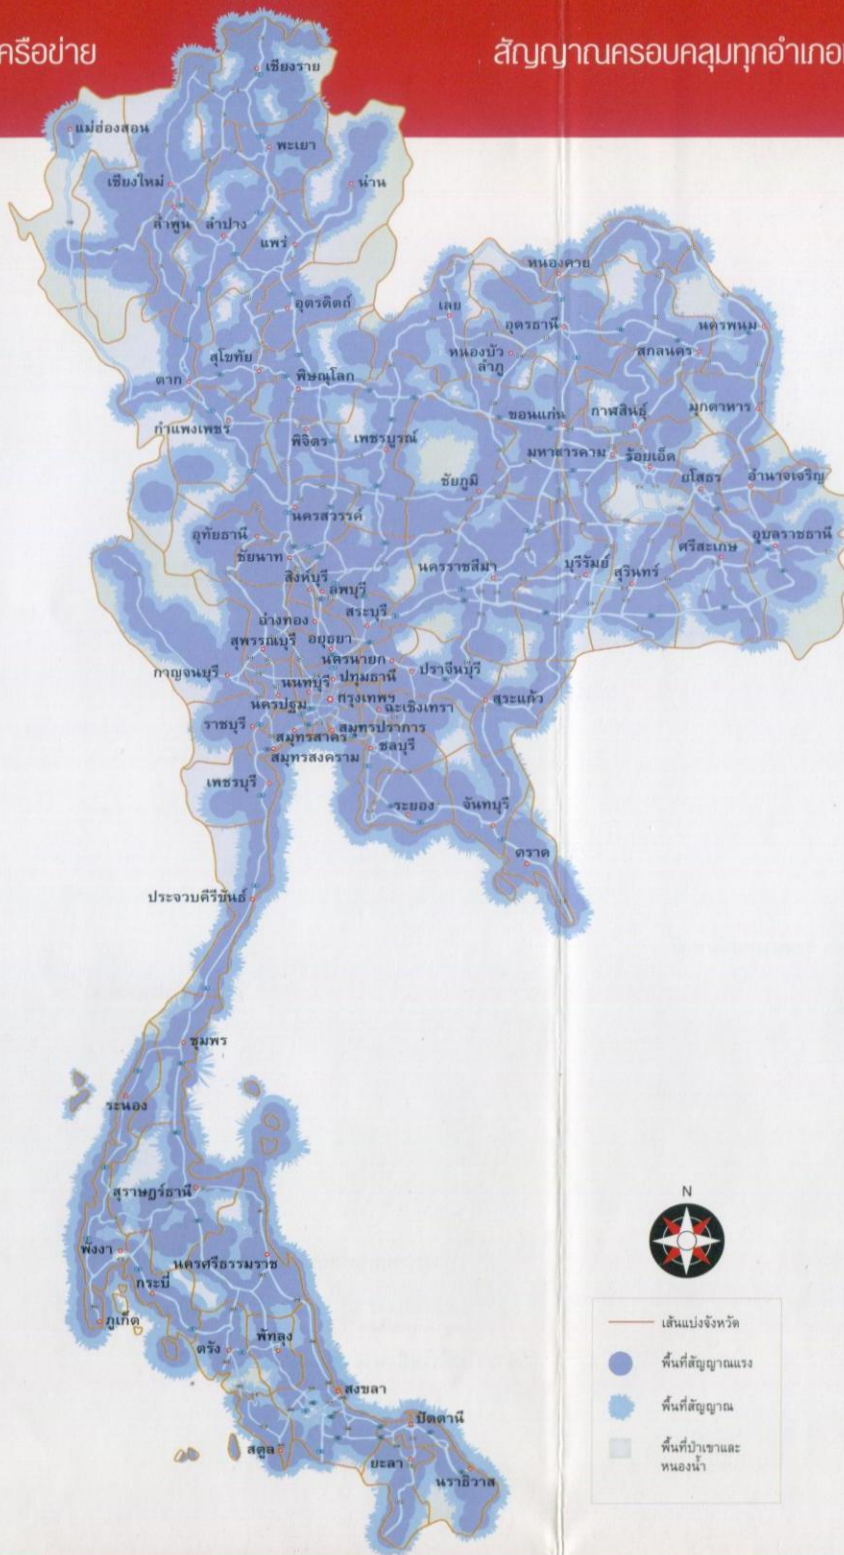 ครือข่าย
สัญญาณครอบคลุมทุกอำเภอ
เชียงราย
แม่ฮ่องสอน
พะเยา
เชียงใหม่
น่าน
ลำพูน
ลำปาง
แพร่
หนองคาย
อุตรดิตถ์
เลย
อุดรธานี
นครพนม
สุโขทัย
หนองบัว
ลำภู
สกลนคร
ตาก
พิษณุโลก
กำแพงเพชร
ขอนแก่น
กาฬสินธุ์
มุกดาหาร
พิจิตร
เพชรบูรณ์
มหาสารคาม
ร้อยเอ็ด
ชัยภูมิ
ยโสธร
อำนาจเจริญ
นครสวรรค์
อุทัยธานี
ชัยนาท
ศรีสะเกษ
อุบลราชธานี
นครราชสีมา
บุรีรัมย์
สุรินทร์
สิงห์บุรี
ลพบุรี
สระบุรี
อ่างทอง
สุพรรณบุรี
อยุธยา
นครนายก
กาญจนบุรี
ปทุมธานี
ปราจีนบุรี
นนทบุรี
นครปฐม
กรุงเทพฯ
ฉะเชิงเทรา
สระแก้ว
ราชบุรี
สมุทรสาคร
สมุทรปราการ
สมุทรสงคราม
ชลบุรี
เพชรบุรี
ระยอง
จันทบุรี
ตราด
ประจวบคีรีขันธ์
ชุมพร
ระนอง
สุราษฎร์ธานี
N
พังงา
นครศรีธรรมราช
กระบี่
ภูเก็ต
ตรัง
พัทลุง
สงขลา
ปัตตานี
สตูล
ยะลา
นราธิวาส
เส้นแบ่งจังหวัด
พื้นที่สัญญาณแรง
พื้นที่สัญญาณ
พื้นที่ป่าเขาและ
หนองน้ำ